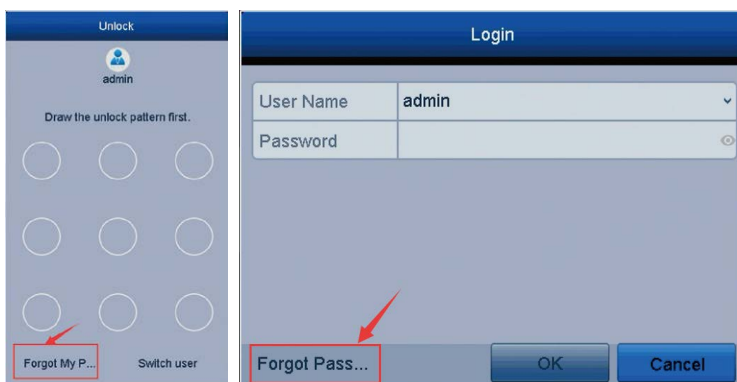 Unlock
admin
Draw the unlock pattern first.
Forgot My P...
Switch user
Login
User Name
admin
Password
Forgot Pass...
OK
Cancel